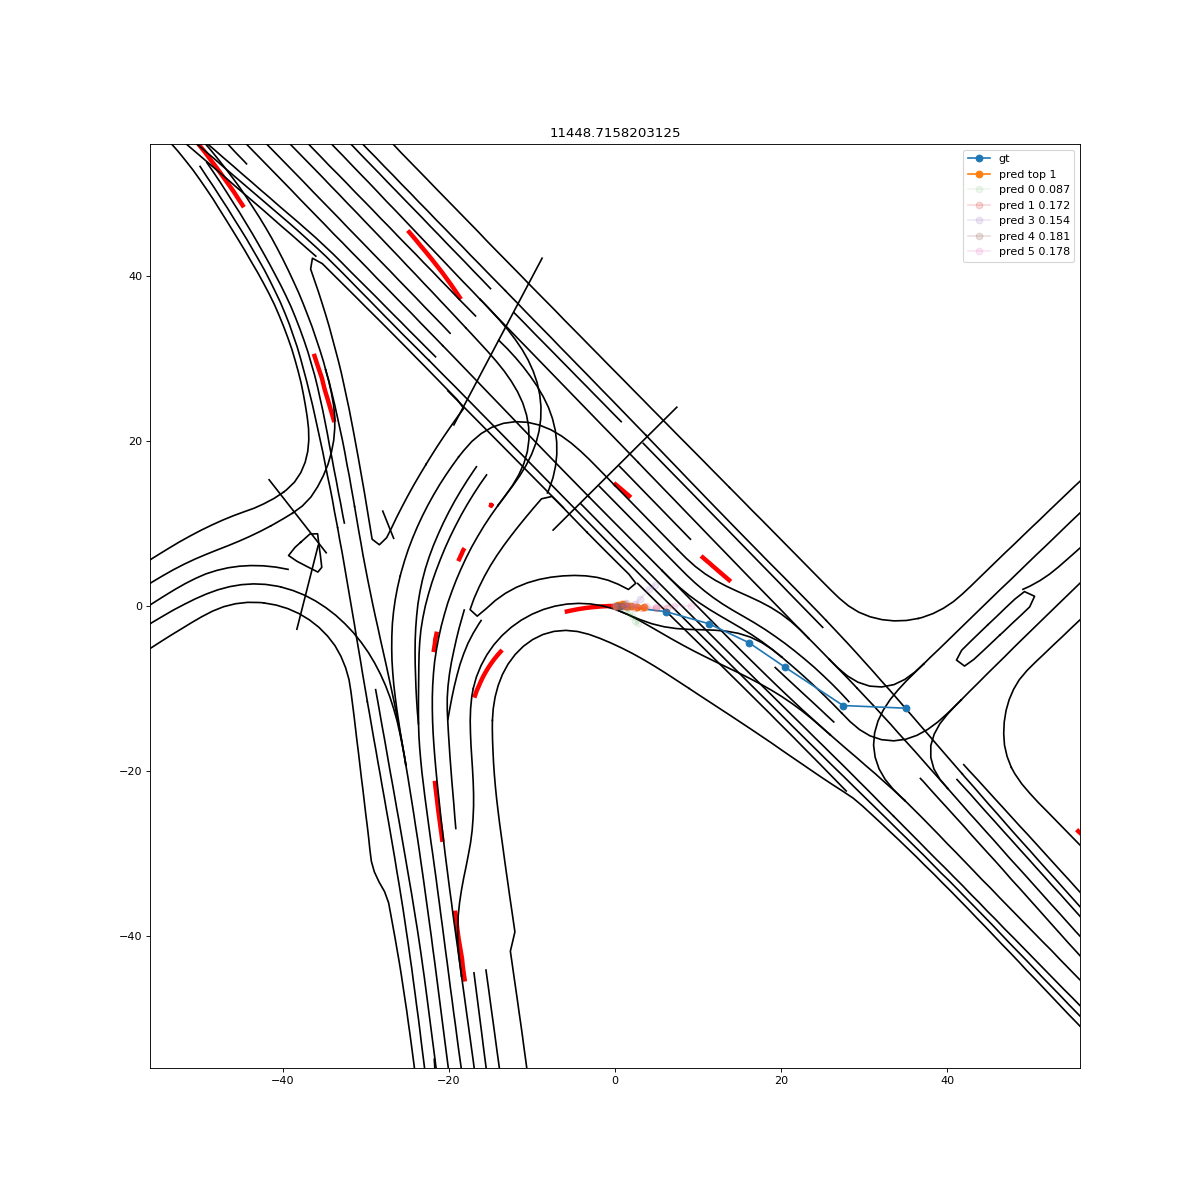 11448.7158203125
gt
pred top 1
pred 0 0.087
pred 1 0.172
pred 3 0.154
pred 4 0.181
pred 5 0.178
40
20
0
−20
−40
−40 −20 0 20 40